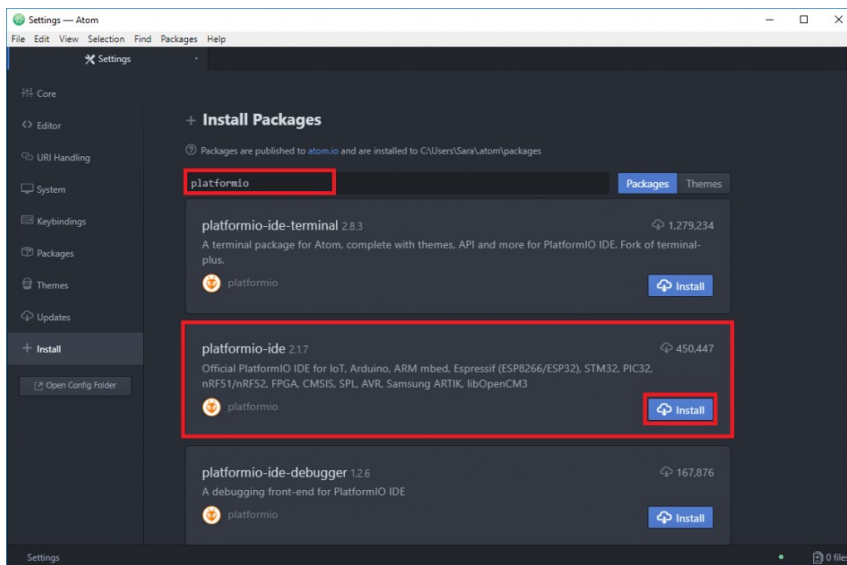 Settings — Atom
File Edit View Selection Find Packages Help
Settings
Core
Editor
URI Handling
System
Keybindings
Packages
Themes
Updates
Install
Open Config Folder
+ Install Packages
Packages are published to atom.io and are installed to C:\Users\Sara\.atom\packages
platformio
Packages Themes
platformio-ide-terminal 2.8.3 1,279,234
A terminal package for Atom, complete with themes, API and more for PlatformIO IDE. Fork of terminal-
plus.
platformio Install
platformio-ide 2.1.7 450,447
Official PlatformIO IDE for IoT, Arduino, ARM mbed, Espressif (ESP8266/ESP32), STM32, PIC32,
nRF51/nRF52, FPGA, CMSIS, SPL, AVR, Samsung ARTIK, libOpenCM3
platformio Install
platformio-ide-debugger 1.2.6 167,876
A debugging front-end for PlatformIO IDE
platformio Install
Settings 0 files